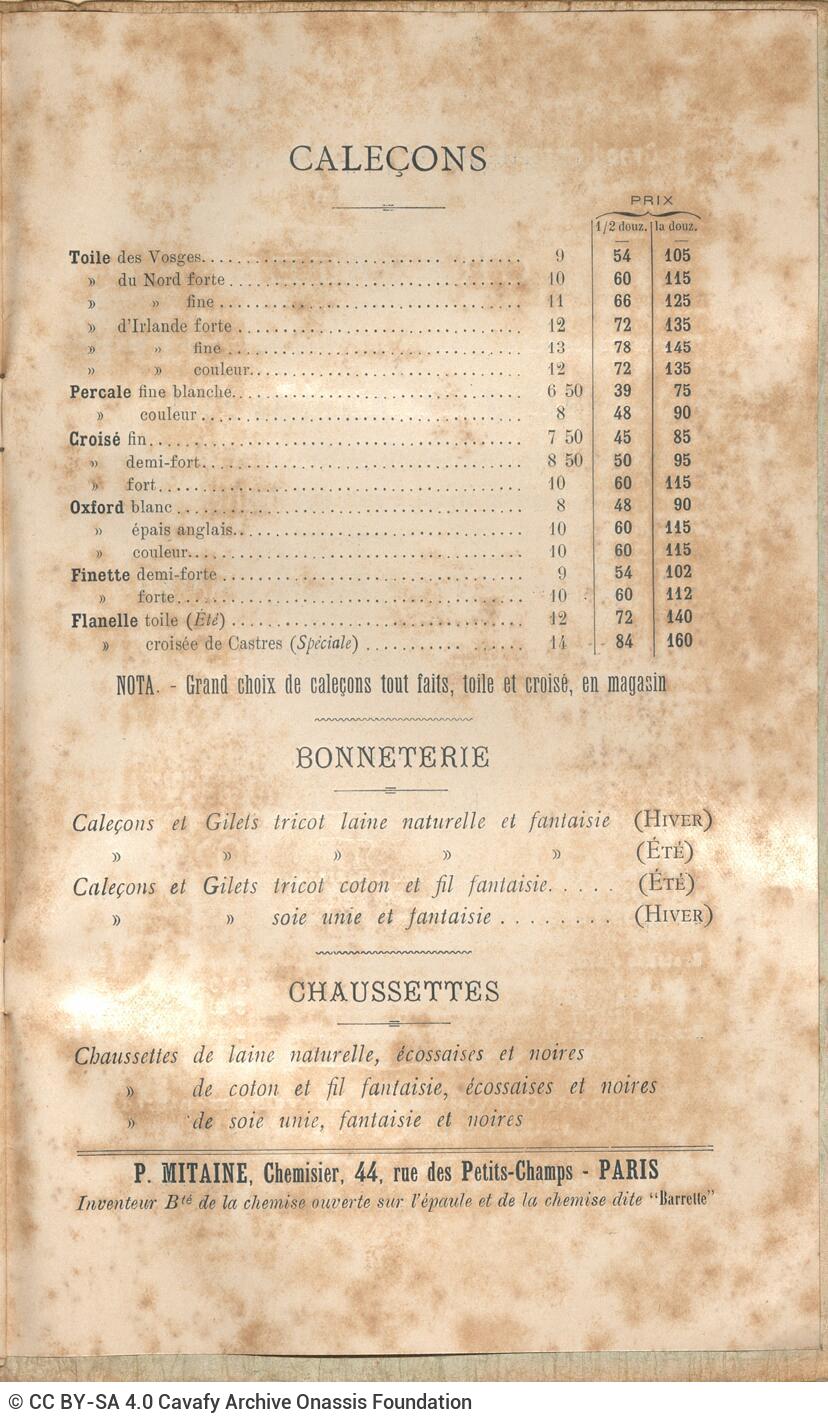 CALEÇONS
PRIX
1/2 douz. la douz.
Toile des Vosges........................................ 9 54 105
» du Nord forte........................................ 10 60 115
» » fine........................................ 11 66 125
» d'Irlande forte........................................ 12 72 135
» » fine........................................ 13 78 145
» » couleur........................................ 12 72 135
Percale fine blanche........................................ 6 50 39 75
» couleur........................................ 8 48 90
Croisé fin........................................ 7 50 45 85
» demi-fort........................................ 8 50 50 95
» fort........................................ 10 60 115
Oxford blanc........................................ 8 48 90
» épais anglais........................................ 10 60 115
» couleur........................................ 10 60 115
Finette demi-forte........................................ 9 54 102
» forte........................................ 10 60 112
Flanelle toile (Été)........................................ 12 72 140
» croisée de Castres (Spéciale)................ 14 84 160
NOTA. - Grand choix de caleçons tout faits, toile et croisé, en magasin
BONNETERIE
Caleçons et Gilets tricot laine naturelle et fantaisie (HIVER)
» » » » » (ÉTÉ)
Caleçons et Gilets tricot coton et fil fantaisie..... (ÉTÉ)
» » soie unie et fantaisie........ (HIVER)
CHAUSSETTES
Chaussettes de laine naturelle, écossaises et noires
» de coton et fil fantaisie, écossaises et noires
» de soie unie, fantaisie et noires
P. MITAINE, Chemisier, 44, rue des Petits-Champs - PARIS
Inventeur Bté de la chemise ouverte sur l'épaule et de la chemise dite "Barrette"
© CC BY-SA 4.0 Cavafy Archive Onassis Foundation